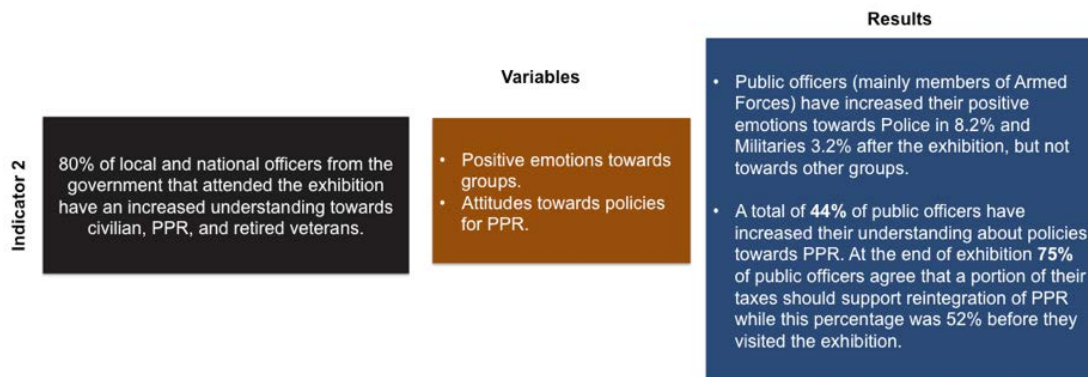 Results
Variables
Indicator 2
80% of local and national officers from the
government that attended the exhibition
have an increased understanding towards
civilian, PPR, and retired veterans.
• Positive emotions towards
groups.
• Attitudes towards policies
for PPR.
• Public officers (mainly members of Armed
Forces) have increased their positive
emotions towards Police in 8.2% and
Militaries 3.2% after the exhibition, but not
towards other groups.
• A total of 44% of public officers have
increased their understanding about policies
towards PPR. At the end of exhibition 75%
of public officers agree that a portion of their
taxes should support reintegration of PPR
while this percentage was 52% before they
visited the exhibition.